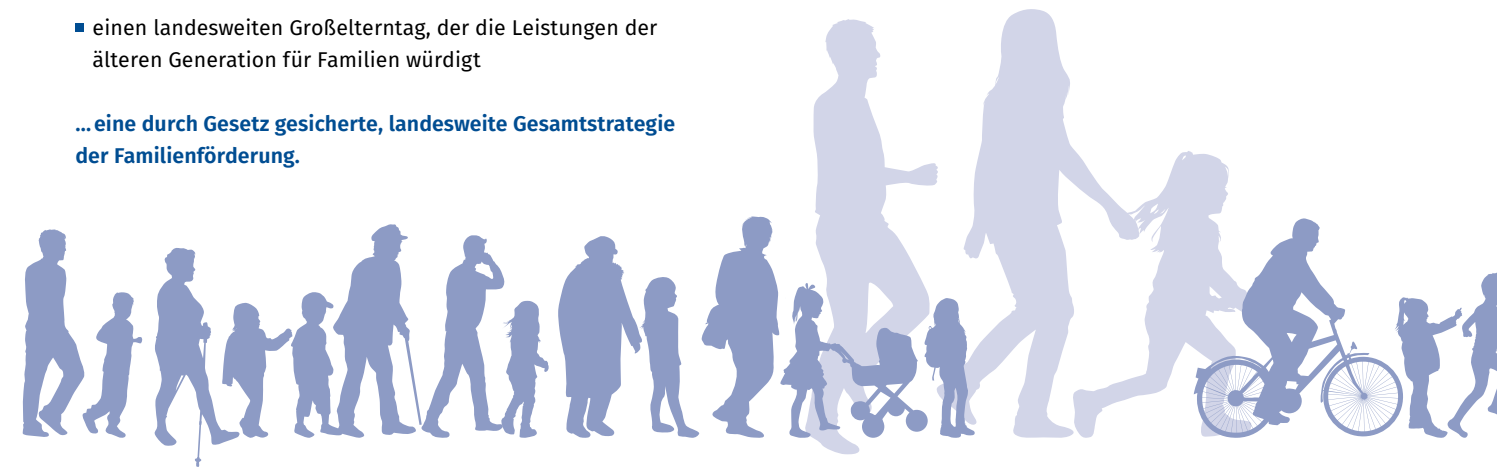 ■ einen landesweiten Großelterntag, der die Leistungen der
älteren Generation für Familien würdigt
... eine durch Gesetz gesicherte, landesweite Gesamtstrategie
der Familienförderung.